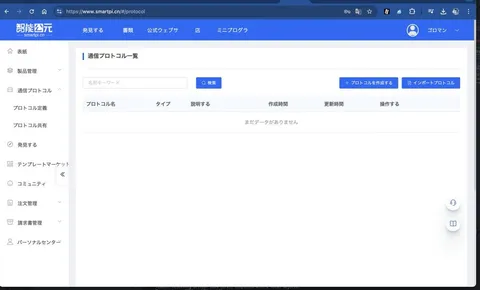 https://www.smartpi.cn/#/protocol
智能公元
smartpi.cn
発見する 書類 公式ウェブサ 店 ミニプログラ
ゴロマン
表紙
製品管理
通信プロトコル
プロトコル定義
プロトコル共有
発見する
テンプレートマーケット
コミュニティ
注文管理
請求書管理
パーソナルセンター
通信プロトコル一覧
名前キーワード 検索 + プロトコルを作成する インポートプロトコル
プロトコル名 タイプ 説明する 作成時間 更新時間 操作する
まだデータがありません